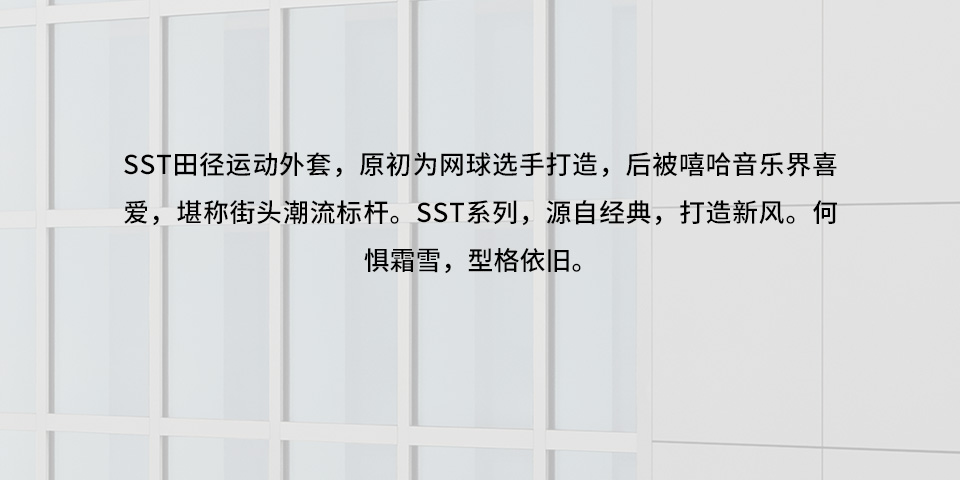 SST田径运动外套，原初为网球选手打造，后被嘻哈音乐界喜
爱，堪称街头潮流标杆。SST系列，源自经典，打造新风。何
惧霜雪，型格依旧。